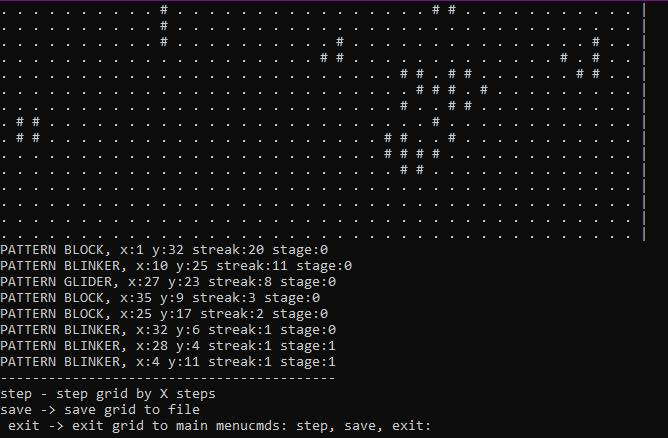 . . . . . . . . . . # . . . . . . . . . . . . . . . . # # . . . . . . . . . . . |
. . . . . . . . . . # . . . . . . . . . . . . . . . . . . . . . . . . . . . . . |
. . . . . . . . . . # . . . . . . . . . . # . . . . . . . . . . . . . . . # . . |
. . . . . . . . . . . . . . . . . . . . # # . . . . . . . . . . . . . # . # . . |
. . . . . . . . . . . . . . . . . . . . . . . . . # # . # # . . . . . . # # . . |
. . . . . . . . . . . . . . . . . . . . . . . . . . # # # . # . . . . . . . . . |
. . . . . . . . . . . . . . . . . . . . . . . . . # . . # # . . . . . . . . . . |
. # # . . . . . . . . . . . . . . . . . . . . . . . . # . . . . . . . . . . . . |
. # # . . . . . . . . . . . . . . . . . . . . . # # . . # . . . . . . . . . . . |
. . . . . . . . . . . . . . . . . . . . . . . . # # # # . . . . . . . . . . . . |
. . . . . . . . . . . . . . . . . . . . . . . . . # # . . . . . . . . . . . . . |
. . . . . . . . . . . . . . . . . . . . . . . . . . . . . . . . . . . . . . . . |
. . . . . . . . . . . . . . . . . . . . . . . . . . . . . . . . . . . . . . . . |
. . . . . . . . . . . . . . . . . . . . . . . . . . . . . . . . . . . . . . . . |
. . . . . . . . . . . . . . . . . . . . . . . . . . . . . . . . . . . . . . . . |
PATTERN BLOCK, x:1 y:32 streak:20 stage:0
PATTERN BLINKER, x:10 y:25 streak:11 stage:0
PATTERN GLIDER, x:27 y:23 streak:8 stage:0
PATTERN BLOCK, x:35 y:9 streak:3 stage:0
PATTERN BLOCK, x:25 y:17 streak:2 stage:0
PATTERN BLINKER, x:32 y:6 streak:1 stage:0
PATTERN BLINKER, x:28 y:4 streak:1 stage:1
PATTERN BLINKER, x:4 y:11 streak:1 stage:1
------------------------------------------
step - step grid by X steps
save -> save grid to file
 exit -> exit grid to main menucmds: step, save, exit: